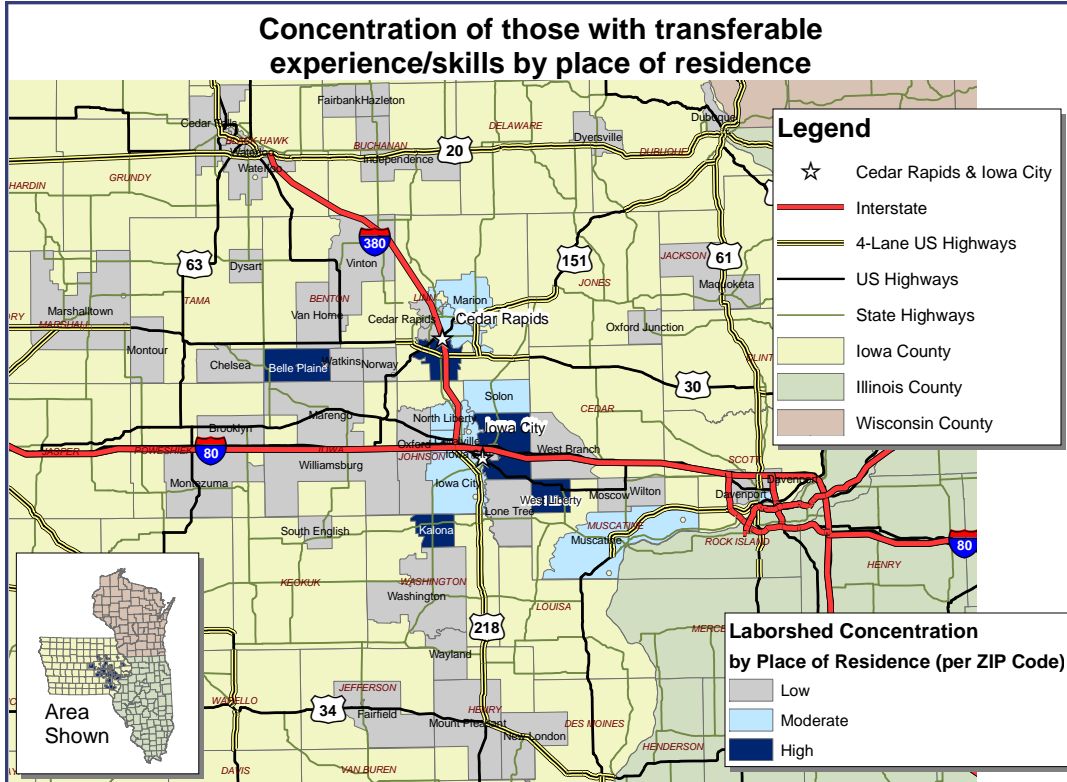 Concentration of those with transferable
experience/skills by place of residence
Fairbank
Hazleton
Cedar Falls
BLACK HAWK
Waterloo
BUCHANAN
Independence
20
DELAWARE
Dyersville
Dubuque
DUBUQUE
HARDIN
GRUNDY
63
Dysart
TAMA
380
Vinton
BENTON
Van Horne
LINN
Marion
Cedar Rapids
Cedar Rapids
151
JONES
JACKSON
61
Maquoketa
Oxford Junction
Marshalltown
MARSHALL
Montour
Chelsea
Belle Plaine
Watkins
Norway
30
Solon
CEDAR
Marengo
North Liberty
Iowa City
Brooklyn
Oxford
JASPER
POWESHIEK
80
IOWA
JOHNSON
West Branch
SCOTT
Davenport
Davenport
Williamsburg
Montezuma
Iowa City
West Liberty
Moscow
Wilton
Lone Tree
MUSCATINE
Muscatine
ROCK ISLAND
80
HENRY
South English
Kalona
KEOKUK
WASHINGTON
Washington
LOUISA
218
Wayland
JEFFERSON
Fairfield
34
HENRY
Mount Pleasant
New London
DES MOINES
HENDERSON
DAVIS
VAN BUREN
Legend
Cedar Rapids & Iowa City
Interstate
4-Lane US Highways
US Highways
State Highways
Iowa County
Illinois County
Wisconsin County
Laborshed Concentration
by Place of Residence (per ZIP Code)
Low
Moderate
High
Area
Shown